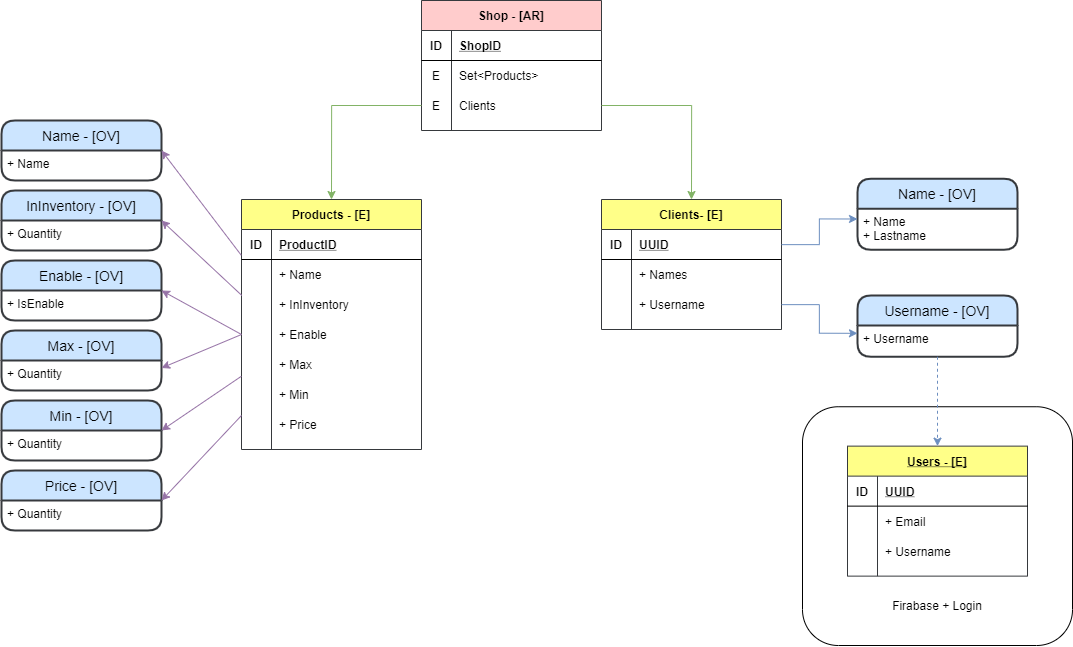 Shop - [AR]
ID ShopID
E Set<Products>
E Clients
Name - [OV]
+ Name
InInventory - [OV]
+ Quantity
Enable - [OV]
+ IsEnable
Max - [OV]
+ Quantity
Min - [OV]
+ Quantity
Price - [OV]
+ Quantity
Products - [E]
ID ProductID
+ Name
+ InInventory
+ Enable
+ Max
+ Min
+ Price
Clients- [E]
ID UUID
+ Names
+ Username
Name - [OV]
+ Name
+ Lastname
Username - [OV]
+ Username
Users - [E]
ID UUID
+ Email
+ Username
Firabase + Login